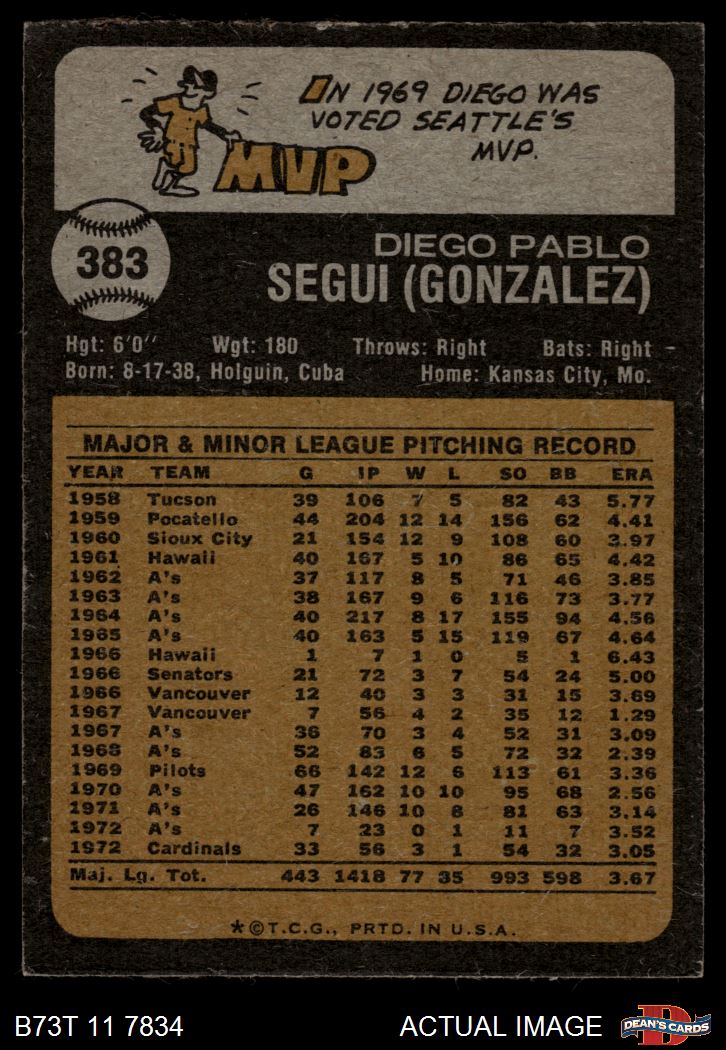 IN 1969 DIEGO WAS
VOTED SEATTLE'S
MVP.
MVP
383
DIEGO PABLO
SEGUI (GONZALEZ)
Hgt: 6'0" Wgt: 180 Throws: Right Bats: Right
Born: 8-17-38, Holguin, Cuba Home: Kansas City, Mo.
MAJOR & MINOR LEAGUE PITCHING RECORD
YEAR TEAM G IP W L SO BB ERA
1958 Tucson 39 106 7 5 82 43 5.77
1959 Pocatello 44 204 12 14 156 62 4.41
1960 Sioux City 21 154 12 9 108 60 3.97
1961 Hawaii 40 167 5 10 86 65 4.42
1962 A's 37 117 8 5 71 46 3.85
1963 A's 38 167 9 6 116 73 3.77
1964 A's 40 217 8 17 155 94 4.56
1965 A's 40 163 5 15 119 67 4.64
1966 Hawaii 1 7 1 0 5 1 6.43
1966 Senators 21 72 3 7 54 24 5.00
1966 Vancouver 12 40 3 3 31 15 3.69
1967 Vancouver 7 56 4 2 35 12 1.29
1967 A's 36 70 3 4 52 31 3.09
1968 A's 52 83 6 5 72 32 2.39
1969 Pilots 66 142 12 6 113 61 3.36
1970 A's 47 162 10 10 95 68 2.56
1971 A's 26 146 10 8 81 63 3.14
1972 A's 7 23 0 1 11 7 3.52
1972 Cardinals 33 56 3 1 54 32 3.05
Maj. Lg. Tot. 443 1418 77 85 993 598 3.67
*©T.C.G., PRTD. IN U.S.A.
B73T 11 7834 ACTUAL IMAGE
D
DEAN'S CARDS